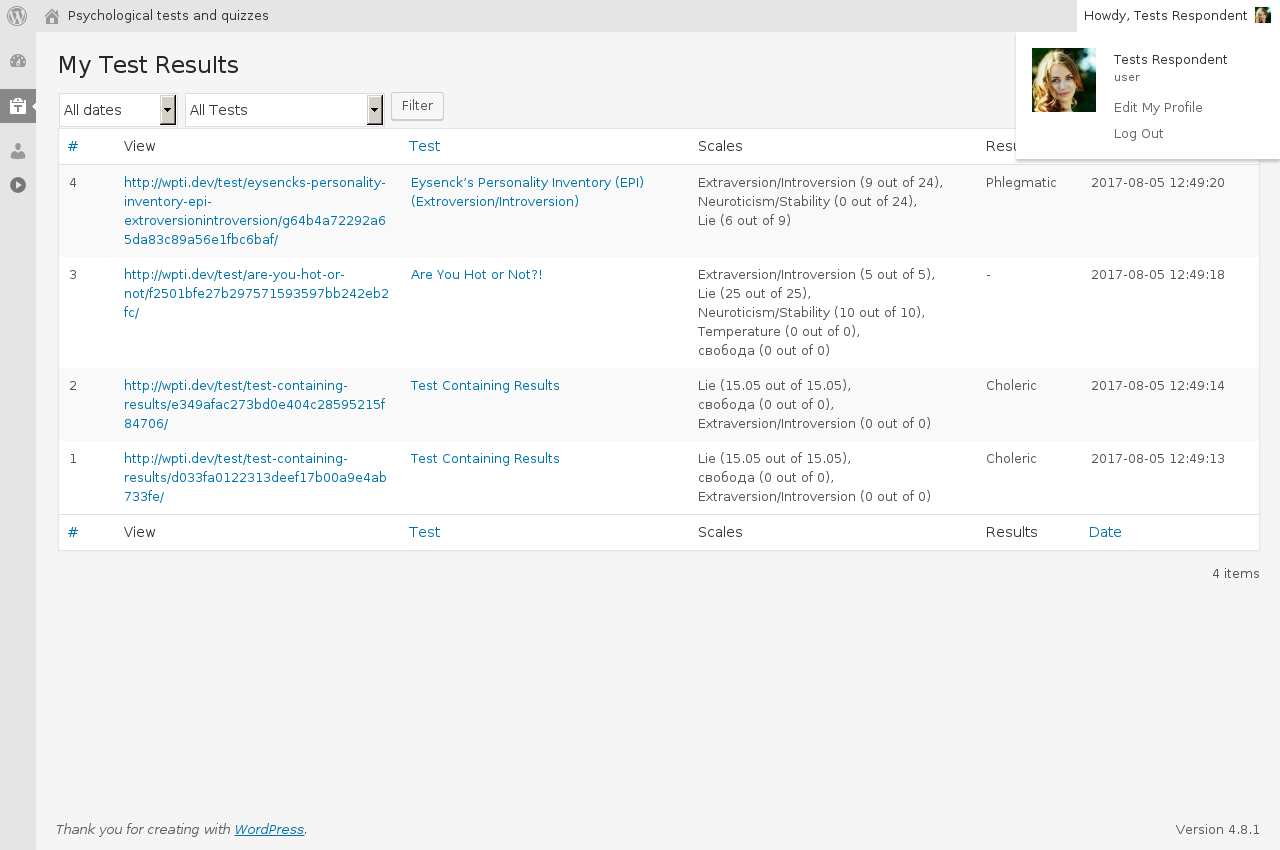 Psychological tests and quizzes
Howdy, Tests Respondent
Tests Respondent
user
Edit My Profile
Log Out
My Test Results
All dates
All Tests
Filter
#
View
Test
Scales
4
http://wpti.dev/test/eysencks-personality-
inventory-epi-
extroversionintroversion/g64b4a72292a6
5da83c89a56e1fbc6baf/
Eysenck’s Personality Inventory (EPI)
(Extroversion/Introversion)
Extraversion/Introversion (9 out of 24),
Neuroticism/Stability (0 out of 24),
Lie (6 out of 9)
Phlegmatic
2017-08-05 12:49:20
3
http://wpti.dev/test/are-you-hot-or-
not/f2501bfe27b297571593597bb242eb2
fc/
Are You Hot or Not?!
Extraversion/Introversion (5 out of 5),
Lie (25 out of 25),
Neuroticism/Stability (10 out of 10),
Temperature (0 out of 0),
свобода (0 out of 0)
-
2017-08-05 12:49:18
2
http://wpti.dev/test/test-containing-
results/e349afac273bd0e404c28595215f
84706/
Test Containing Results
Lie (15.05 out of 15.05),
свобода (0 out of 0),
Extraversion/Introversion (0 out of 0)
Choleric
2017-08-05 12:49:14
1
http://wpti.dev/test/test-containing-
results/d033fa0122313deef17b00a9e4ab
733fe/
Test Containing Results
Lie (15.05 out of 15.05),
свобода (0 out of 0),
Extraversion/Introversion (0 out of 0)
Choleric
2017-08-05 12:49:13
#
View
Test
Scales
Results
Date
4 items
Thank you for creating with WordPress.
Version 4.8.1